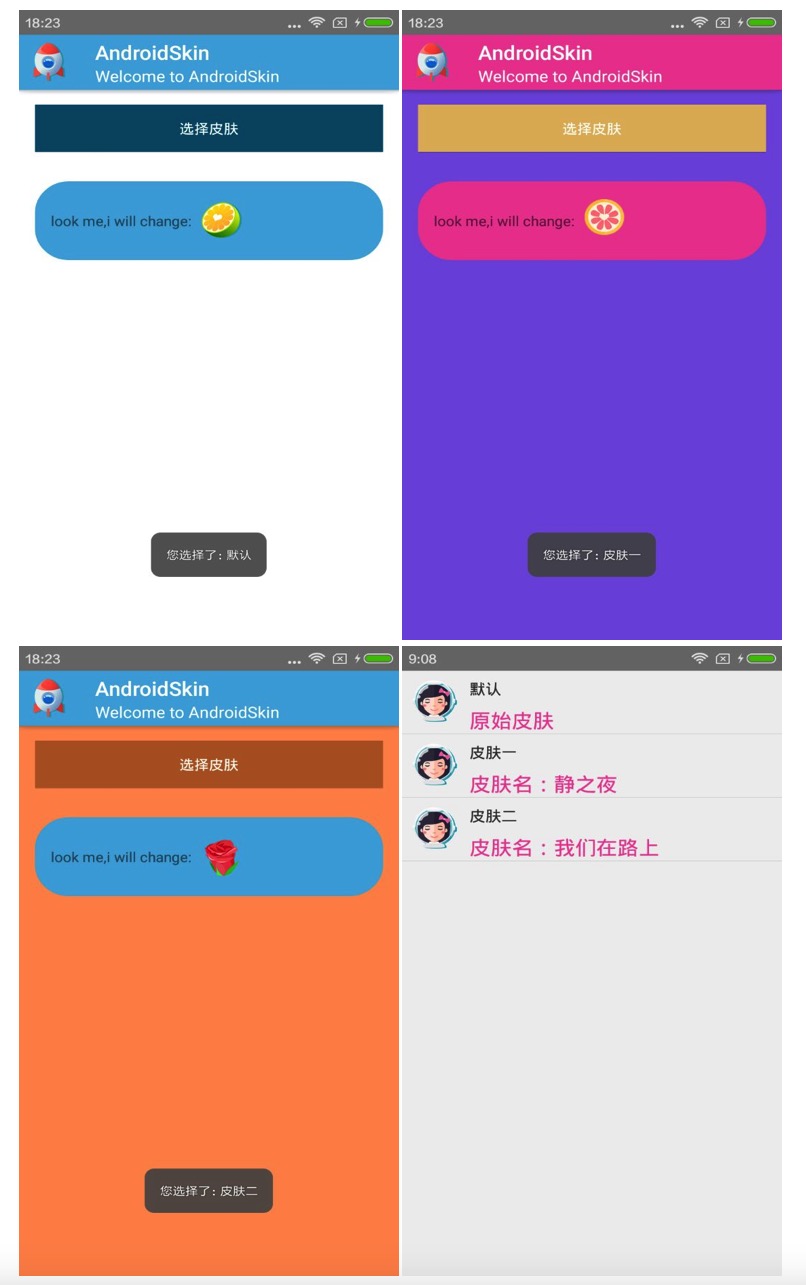 18:23
AndroidSkin
Welcome to AndroidSkin
选择皮肤
look me,i will change:
您选择了: 默认
18:23
AndroidSkin
Welcome to AndroidSkin
选择皮肤
look me,i will change:
您选择了: 皮肤一
18:23
AndroidSkin
Welcome to AndroidSkin
选择皮肤
look me,i will change:
您选择了: 皮肤二
9:08
默认
原始皮肤
皮肤一
皮肤名：静之夜
皮肤二
皮肤名：我们在路上